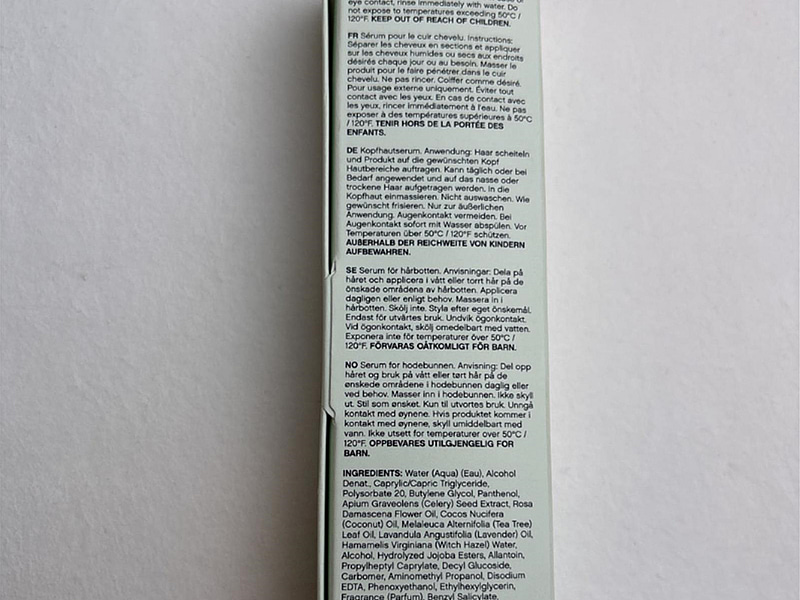 eye contact, rinse immediately with water. Do
not expose to temperatures exceeding 50°C /
120°F. KEEP OUT OF REACH OF CHILDREN.
FR Sérum pour le cuir chevelu. Instructions:
Séparer les cheveux en sections et appliquer
sur les cheveux humides ou secs aux endroits
désirés chaque jour ou au besoin. Masser le
produit pour le faire pénétrer dans le cuir
chevelu. Ne pas rincer. Coiffer comme désiré.
Pour usage externe uniquement. Éviter tout
contact avec les yeux. En cas de contact avec
les yeux, rincer immédiatement à l'eau. Ne pas
exposer à des températures supérieures à 50°C
/ 120°F. TENIR HORS DE LA PORTÉE DES
ENFANTS.
DE Kopfhautserum. Anwendung: Haar scheiteln
und Produkt auf die gewünschten Kopf
Hautbereiche auftragen. Kann täglich oder bei
Bedarf angewendet und auf das nasse oder
trockene Haar aufgetragen werden. In die
Kopfhaut einmassieren. Nicht auswaschen. Wie
gewünscht frisieren. Nur zur äußerlichen
Anwendung. Augenkontakt vermeiden. Bei
Augenkontakt sofort mit Wasser abspülen. Vor
Temperaturen über 50°C / 120°F schützen.
AUßERHALB DER REICHWEITE VON KINDERN
AUFBEWAHREN.
SE Serum för hårbotten. Anvisningar: Dela på
håret och applicera i vått eller torrt hår på de
önskade områdena av hårbotten. Applicera
dagligen eller enligt behov. Massera in i
hårbotten. Skölj inte. Styla efter eget önskemål.
Endast för utvärtes bruk. Undvik ögonkontakt.
Vid ögonkontakt, skölj omedelbart med vatten.
Exponera inte för temperaturer över 50°C /
120°F. FÖRVARAS OÅTKOMLIGT FÖR BARN.
NO Serum for hodebunnen. Anvisning: Del opp
håret og bruk på vått eller tørt hår på de
ønskede områdene i hodebunnen daglig eller
ved behov. Masser inn i hodebunnen. Ikke skyll
ut. Stil som ønsket. Kun til utvortes bruk. Unngå
kontakt med øynene. Hvis produktet kommer i
kontakt med øynene, skyll umiddelbart med
vann. Ikke utsett for temperaturer over 50°C /
120°F. OPPBEVARES UTILGJENGELIG FOR
BARN.
INGREDIENTS: Water (Aqua) (Eau), Alcohol
Denat., Caprylic/Capric Triglyceride,
Polysorbate 20, Butylene Glycol, Panthenol,
Apium Graveolens (Celery) Seed Extract, Rosa
Damascena Flower Oil, Cocos Nucifera
(Coconut) Oil, Melaleuca Alternifolia (Tea Tree)
Leaf Oil, Lavandula Angustifolia (Lavender) Oil,
Hamamelis Virginiana (Witch Hazel) Water,
Alcohol, Hydrolyzed Jojoba Esters, Allantoin,
Propylheptyl Caprylate, Decyl Glucoside,
Carbomer, Aminomethyl Propanol, Disodium
EDTA, Phenoxyethanol, Ethylhexylglycerin,
Fragrance (Parfum), Benzyl Salicylate,